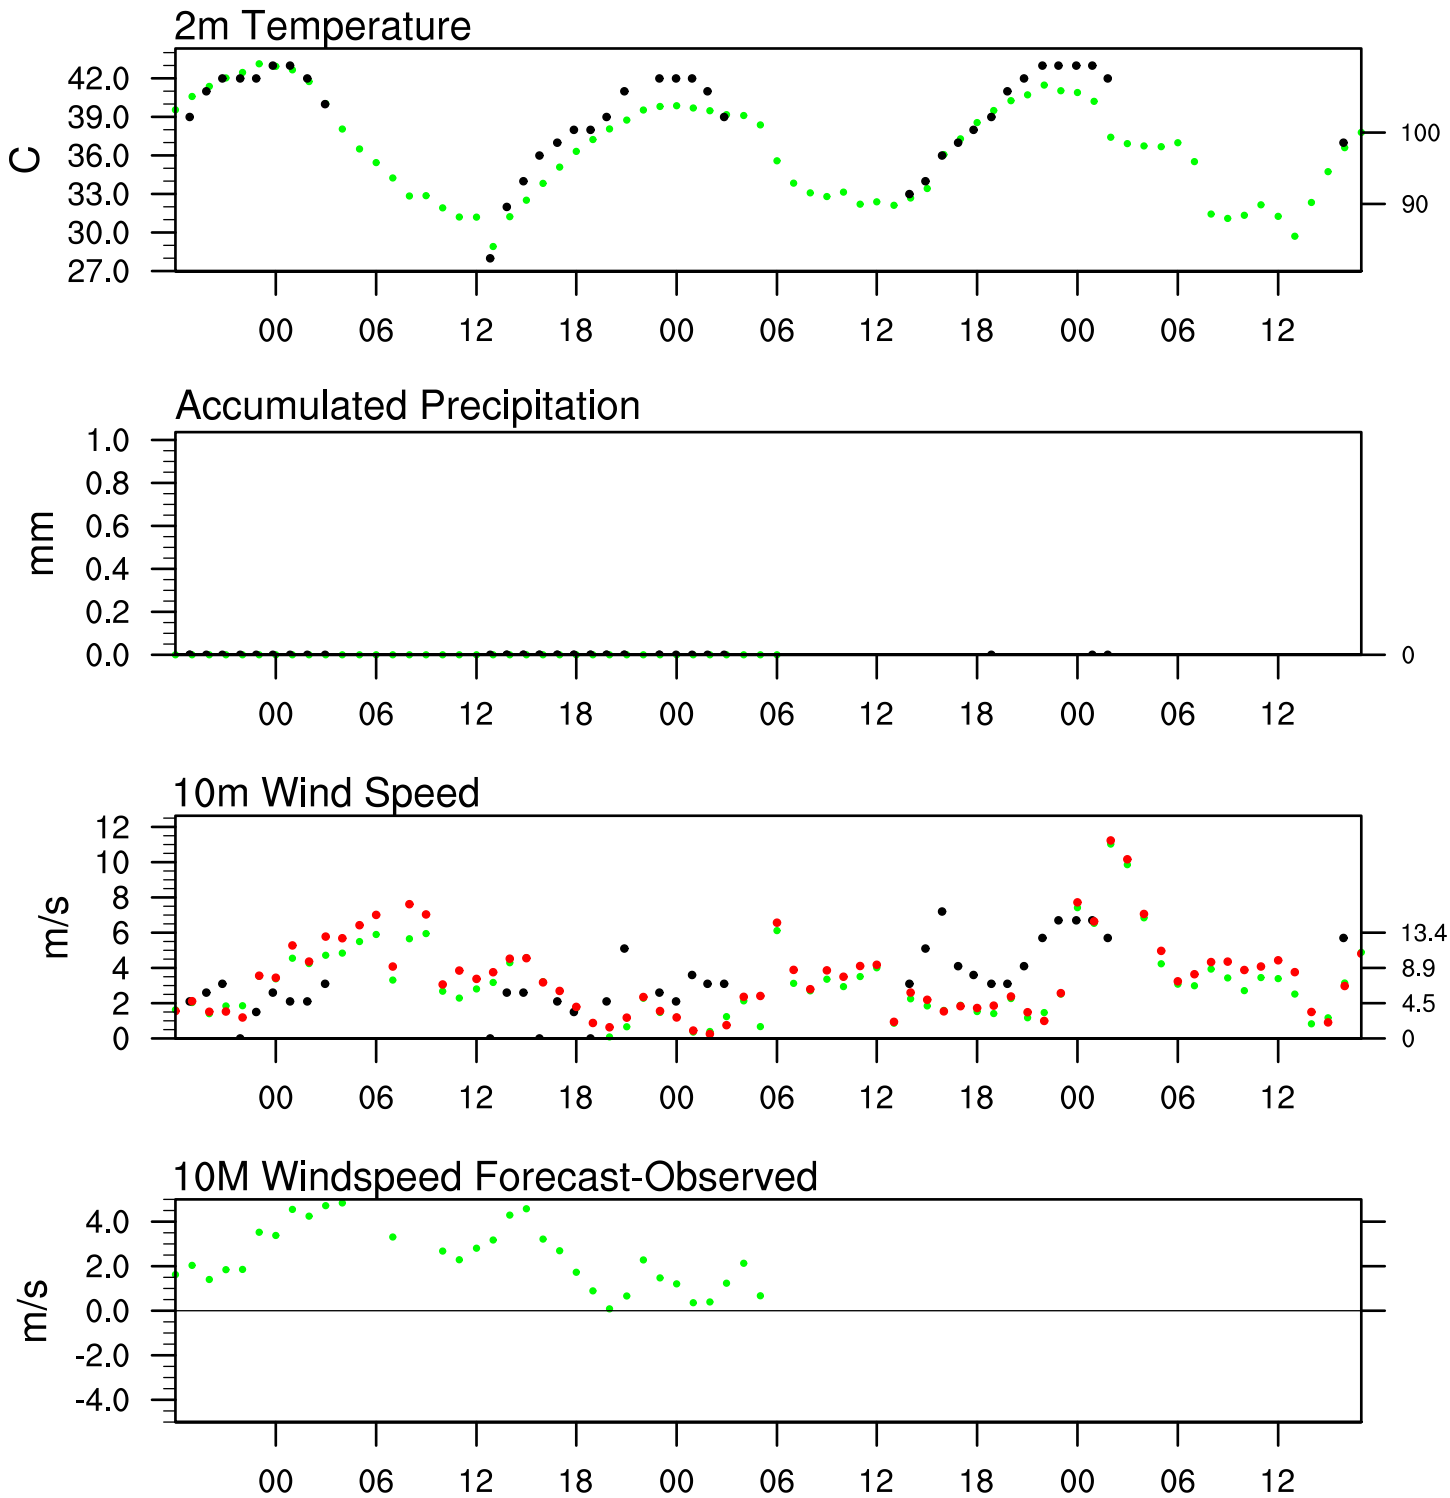 2m Temperature
42.0
39.0
36.0
33.0
30.0
27.0
C
100
90
00 06 12 18 00 06 12 18 00 06 12
Accumulated Precipitation
1.0
0.8
0.6
0.4
0.2
0.0
mm
0
00 06 12 18 00 06 12 18 00 06 12
10m Wind Speed
12
10
8
6
4
2
0
m/s
13.4
8.9
4.5
0
00 06 12 18 00 06 12 18 00 06 12
10M Windspeed Forecast-Observed
4.0
2.0
0.0
-2.0
-4.0
m/s
00 06 12 18 00 06 12 18 00 06 12